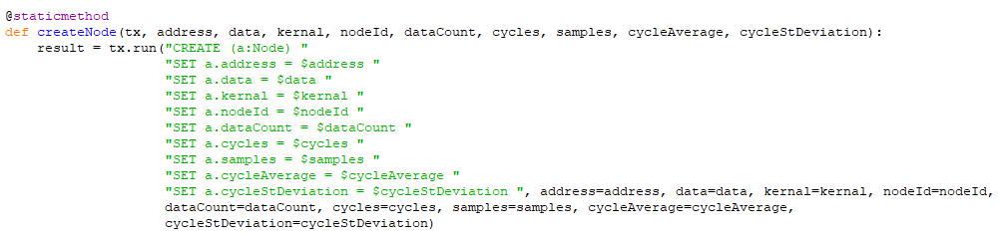 @staticmethod
def createNode(tx, address, data, kernal, nodeId, dataCount, cycles, samples, cycleAverage, cycleStDeviation):
    result = tx.run("CREATE (a:Node) "
                    "SET a.address = $address "
                    "SET a.data = $data "
                    "SET a.kernal = $kernal "
                    "SET a.nodeId = $nodeId "
                    "SET a.dataCount = $dataCount "
                    "SET a.cycles = $cycles "
                    "SET a.samples = $samples "
                    "SET a.cycleAverage = $cycleAverage "
                    "SET a.cycleStDeviation = $cycleStDeviation ", address=address, data=data, kernal=kernal, nodeId=nodeId,
                    dataCount=dataCount, cycles=cycles, samples=samples, cycleAverage=cycleAverage,
                    cycleStDeviation=cycleStDeviation)